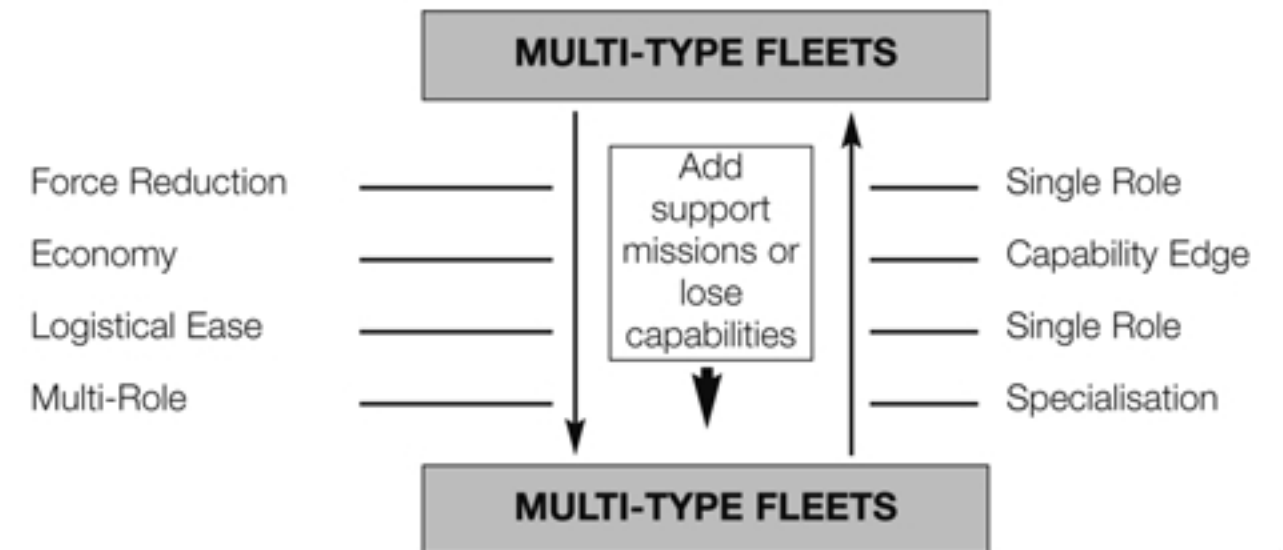 MULTI-TYPE FLEETS
Force Reduction
Economy
Logistical Ease
Multi-Role
Add
support
missions or
lose
capabilities
Single Role
Capability Edge
Single Role
Specialisation
MULTI-TYPE FLEETS